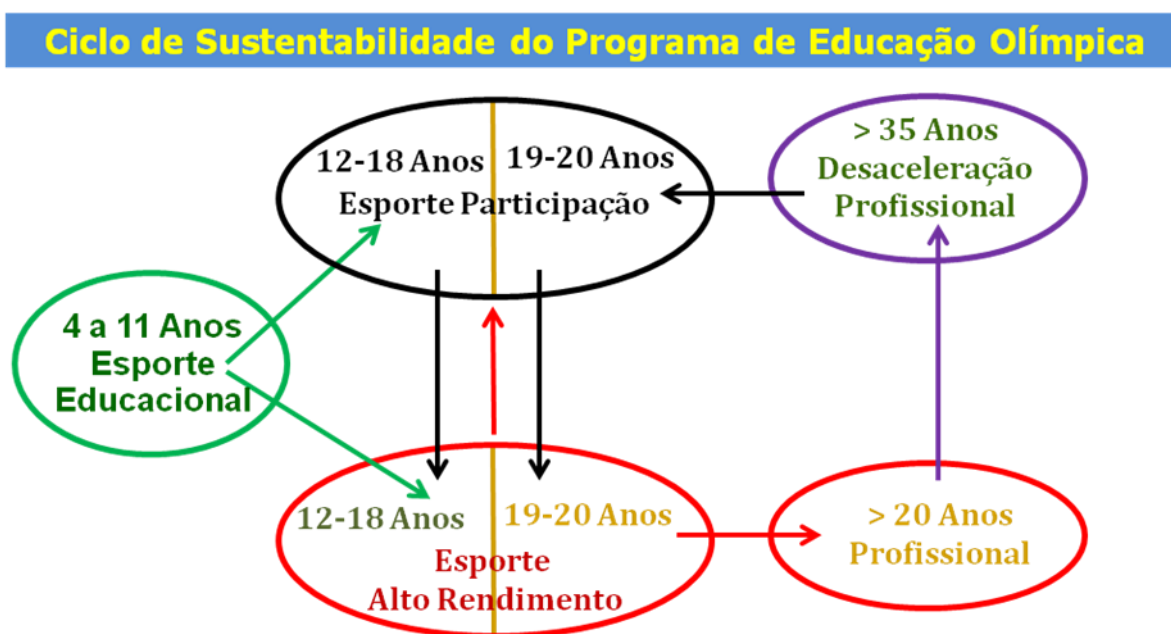 Ciclo de Sustentabilidade do Programa de Educação Olímpica
12-18 Anos
19-20 Anos
Esporte Participação
> 35 Anos
Desaceleração
Profissional
4 a 11 Anos
Esporte
Educacional
12-18 Anos
19-20 Anos
Esporte
Alto Rendimento
> 20 Anos
Profissional